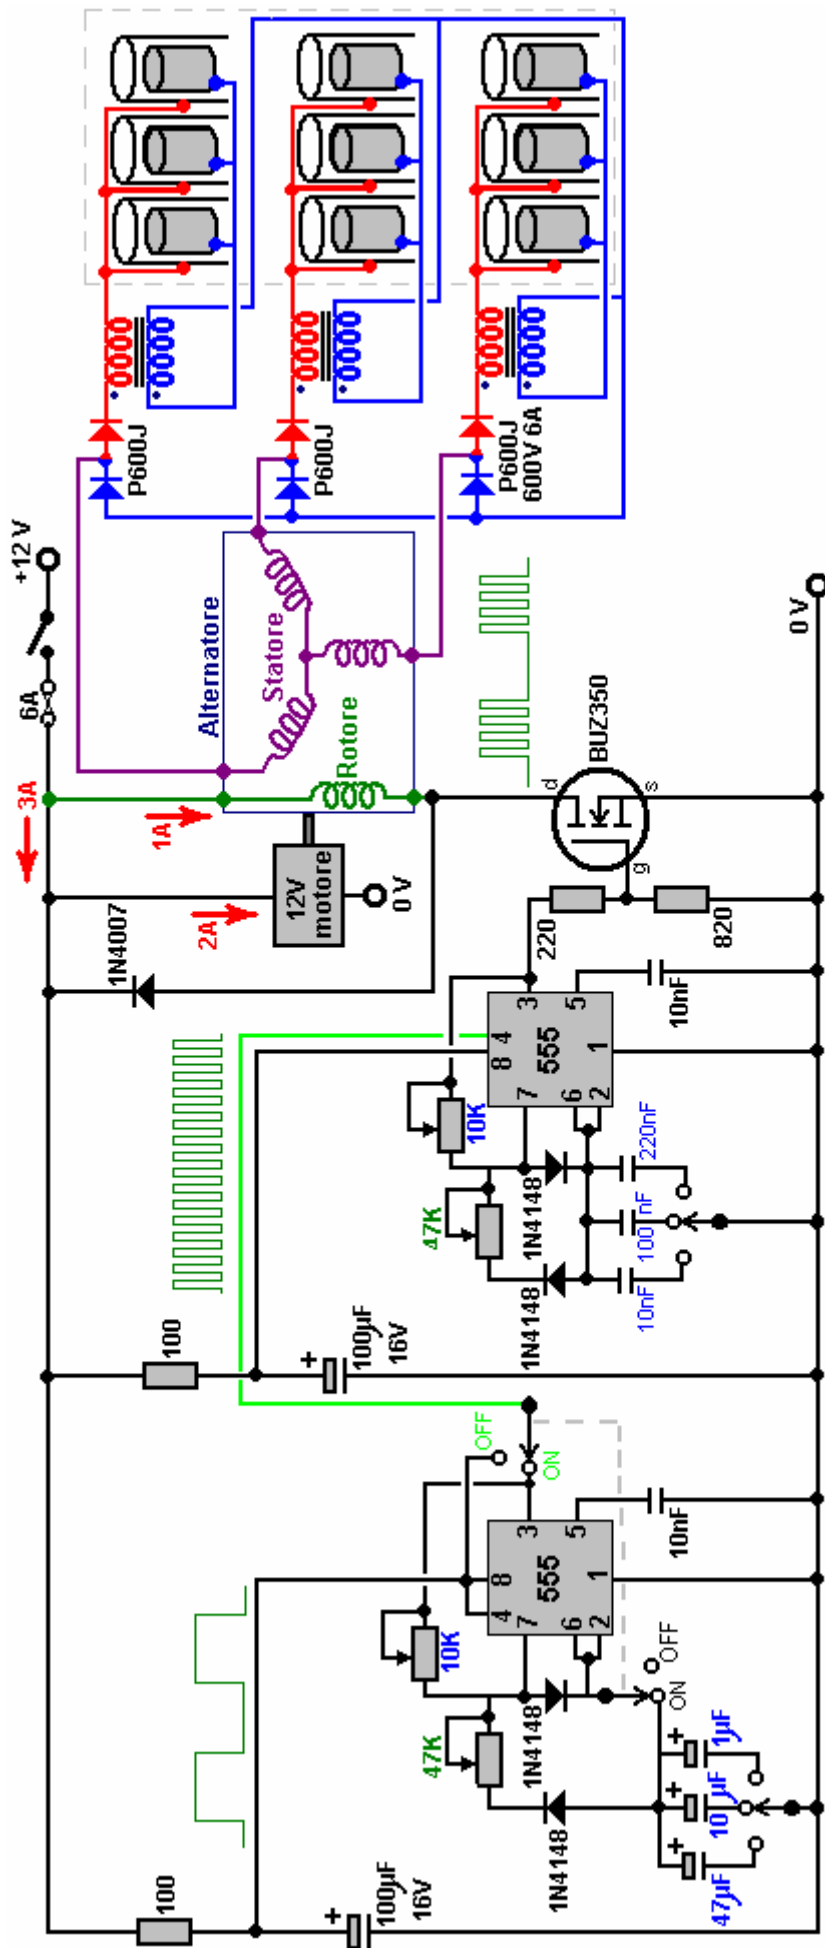 +12 V
6A
3A
100
100µF
16V
OFF
ON
3
5
8
4
555
1
7
6
2
10K
47K
1N4148
1N4148
10nF
OFF
ON
1µF
10 µF
47µF
100
100µF
16V
3
5
4
8
555
1
7
6
2
10K
47K
1N4148
1N4148
10nF
220nF
100 nF
10nF
1N4007
2A
12V
motore
0 V
1A
220
820
g
d
s
BUZ350
0 V
Alternatore
Statore
Rotore
P600J
P600J
P600J
600V 6A